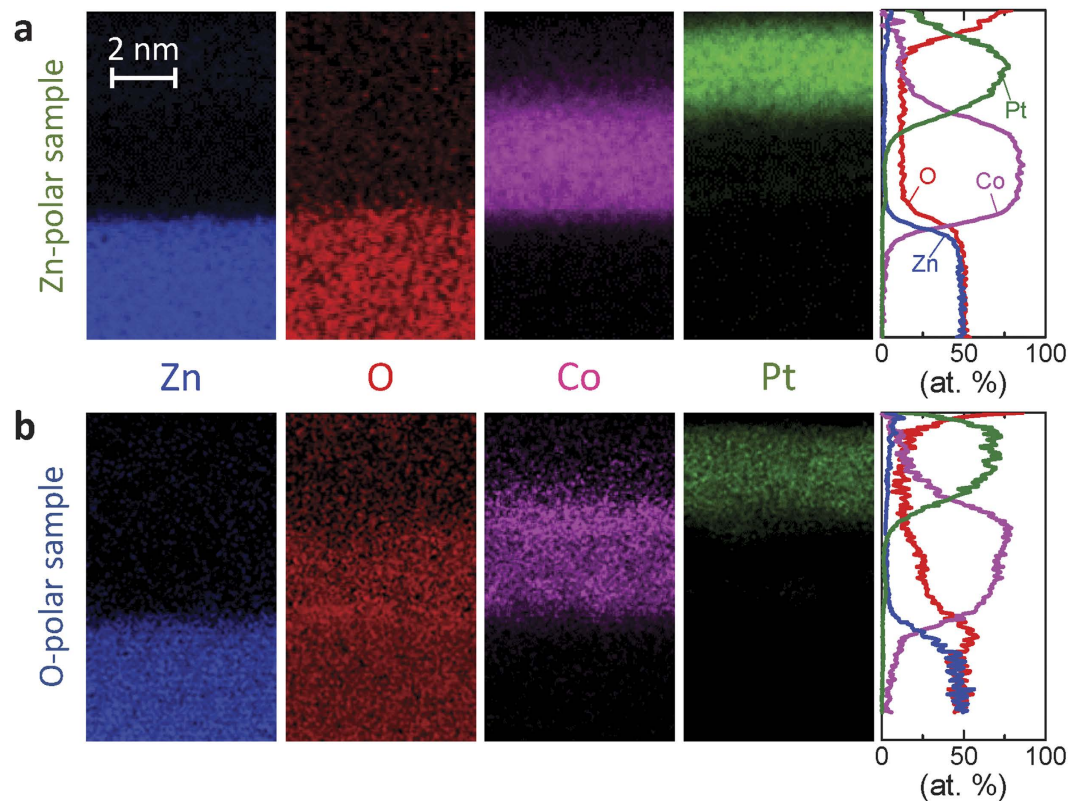 a
Zn-polar sample
2 nm
Pt
O
Co
Zn
0 50 100
(at. %)
Zn O Co Pt
b
O-polar sample
0 50 100
(at. %)